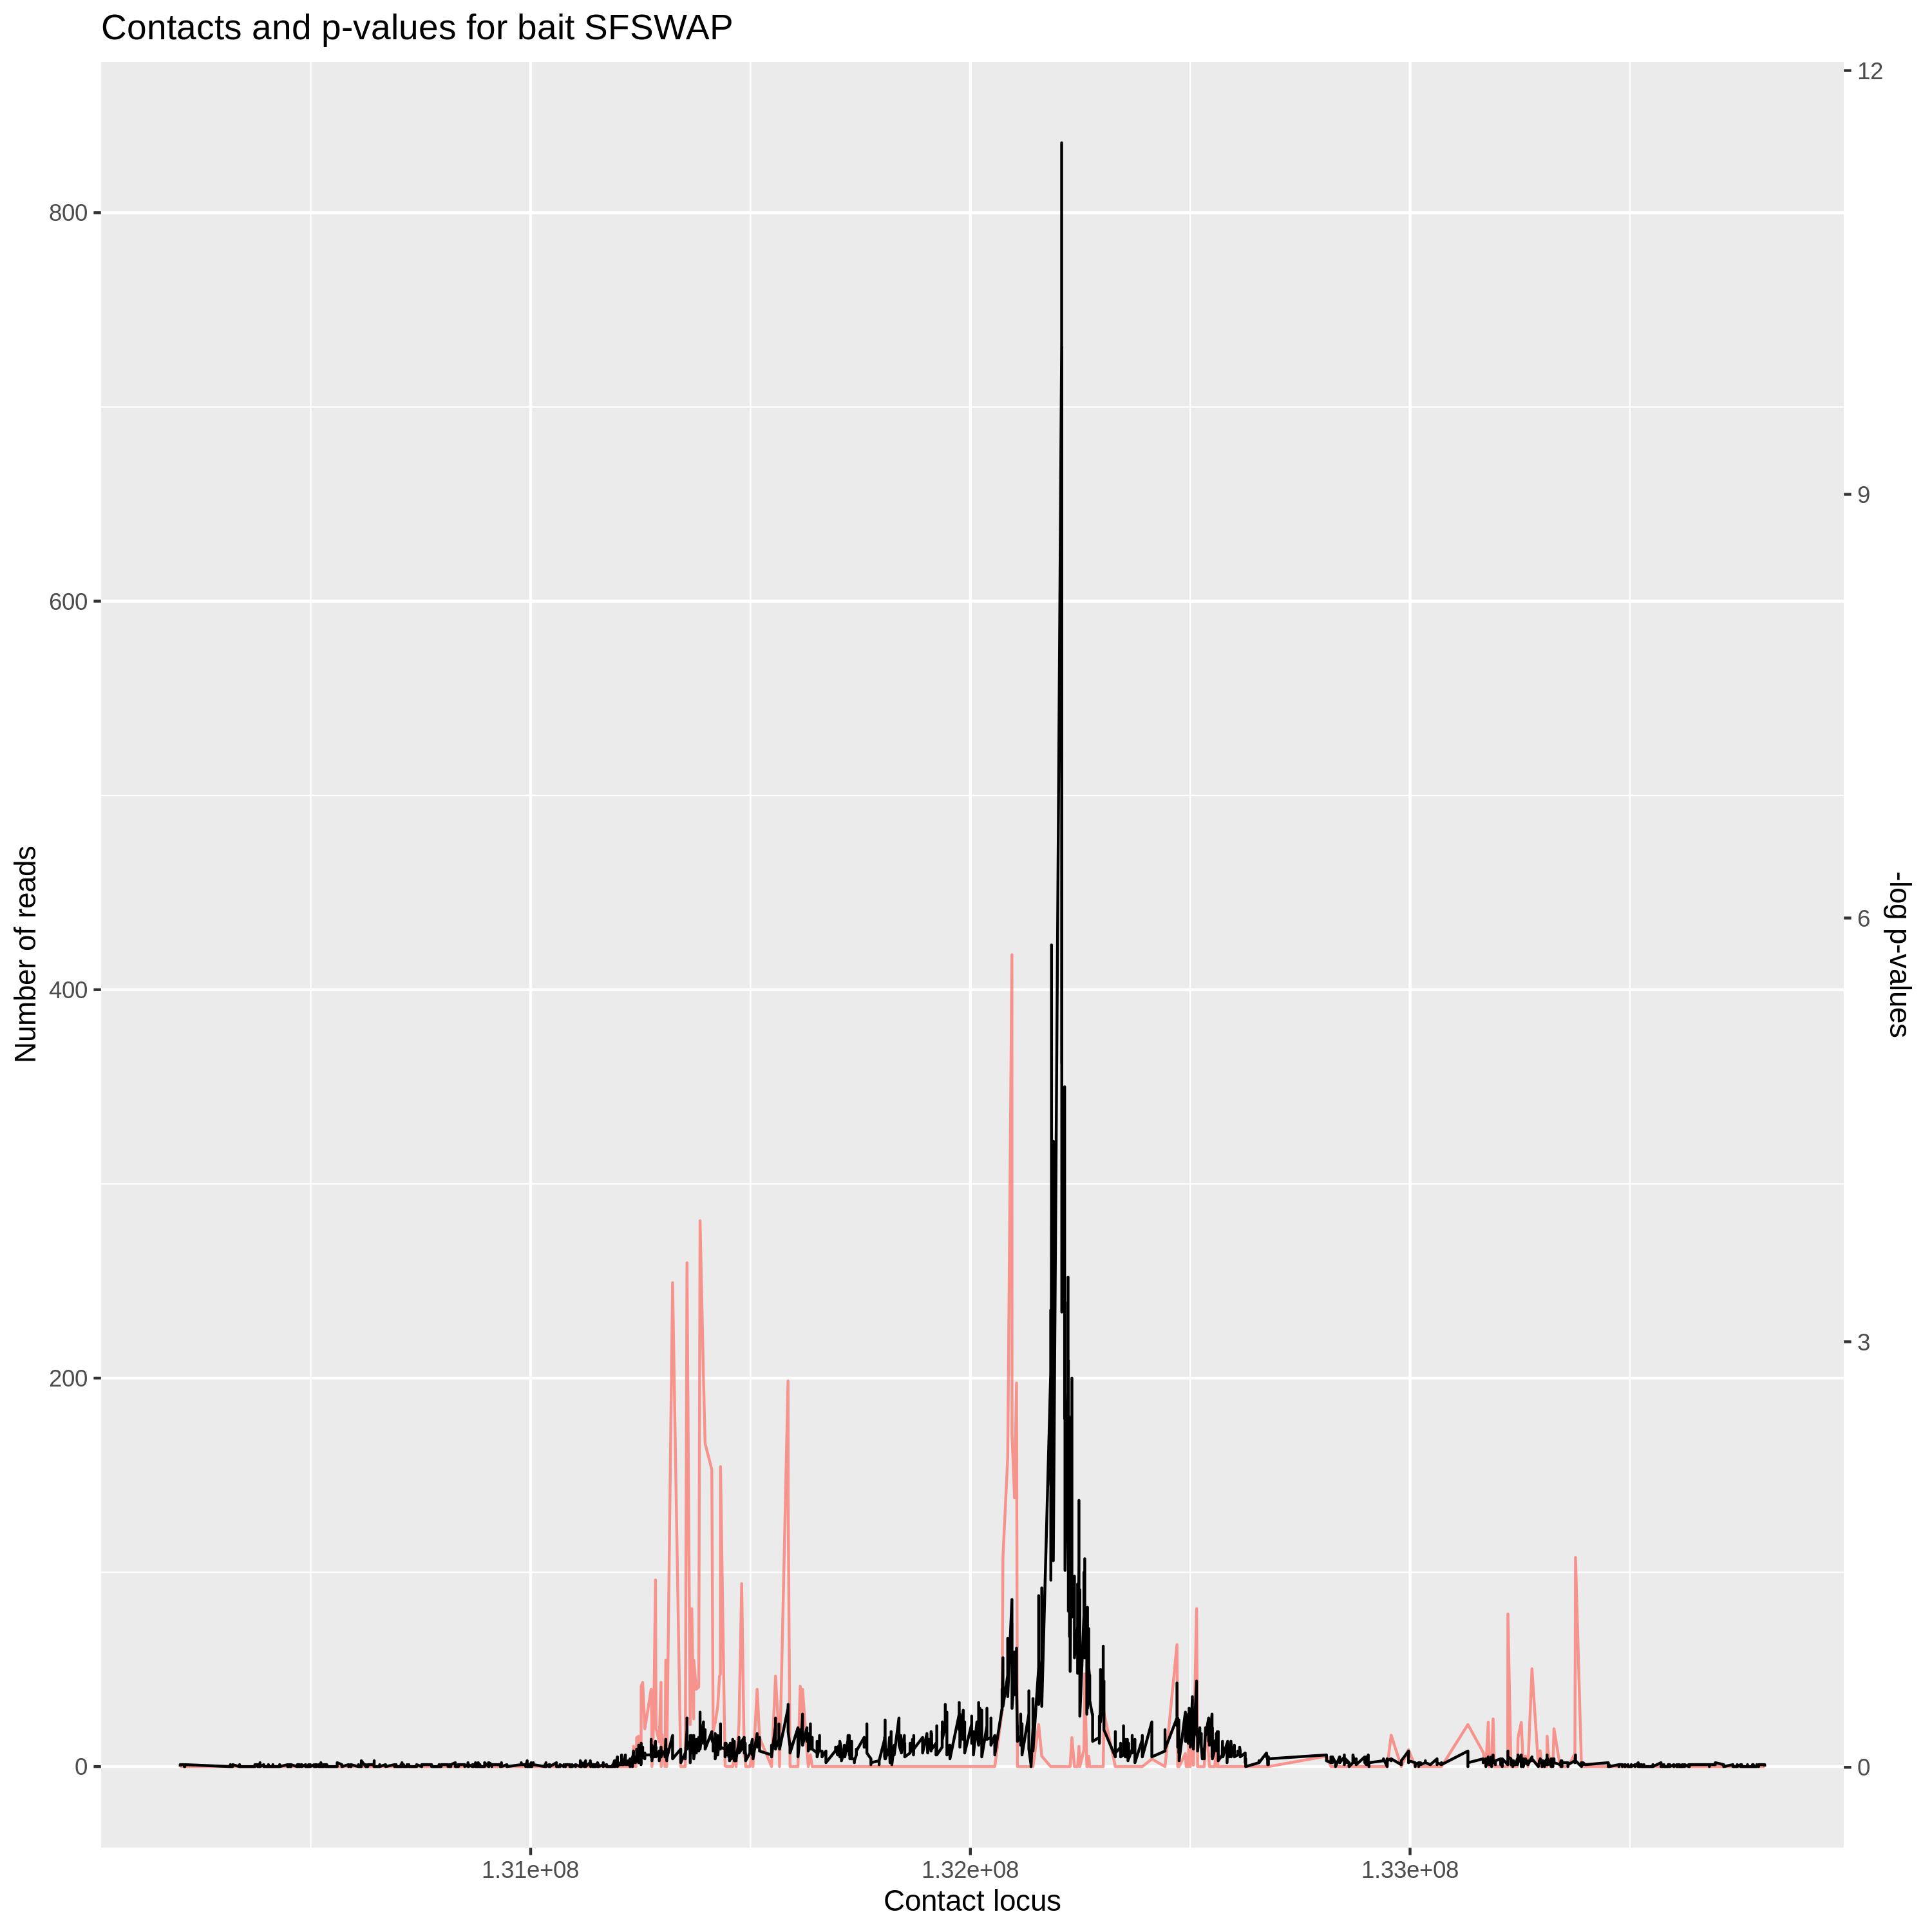 Contacts and p-values for bait SFSWAP
12
800
9
600
6
400
3
200
0
0
Number of reads
-log p-values
1.31e+08
1.32e+08
1.33e+08
Contact locus